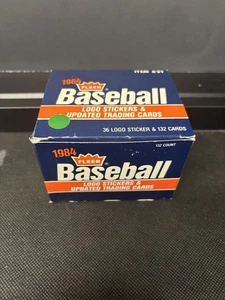 1984
FLEER
Baseball
LOGO STICKERS &
UPDATED TRADING CARDS
36 LOGO STICKER & 132 CARDS
1984
FLEER
Baseball
132 COUNT
LOGO STICKERS &
UPDATED TRADING CARDS